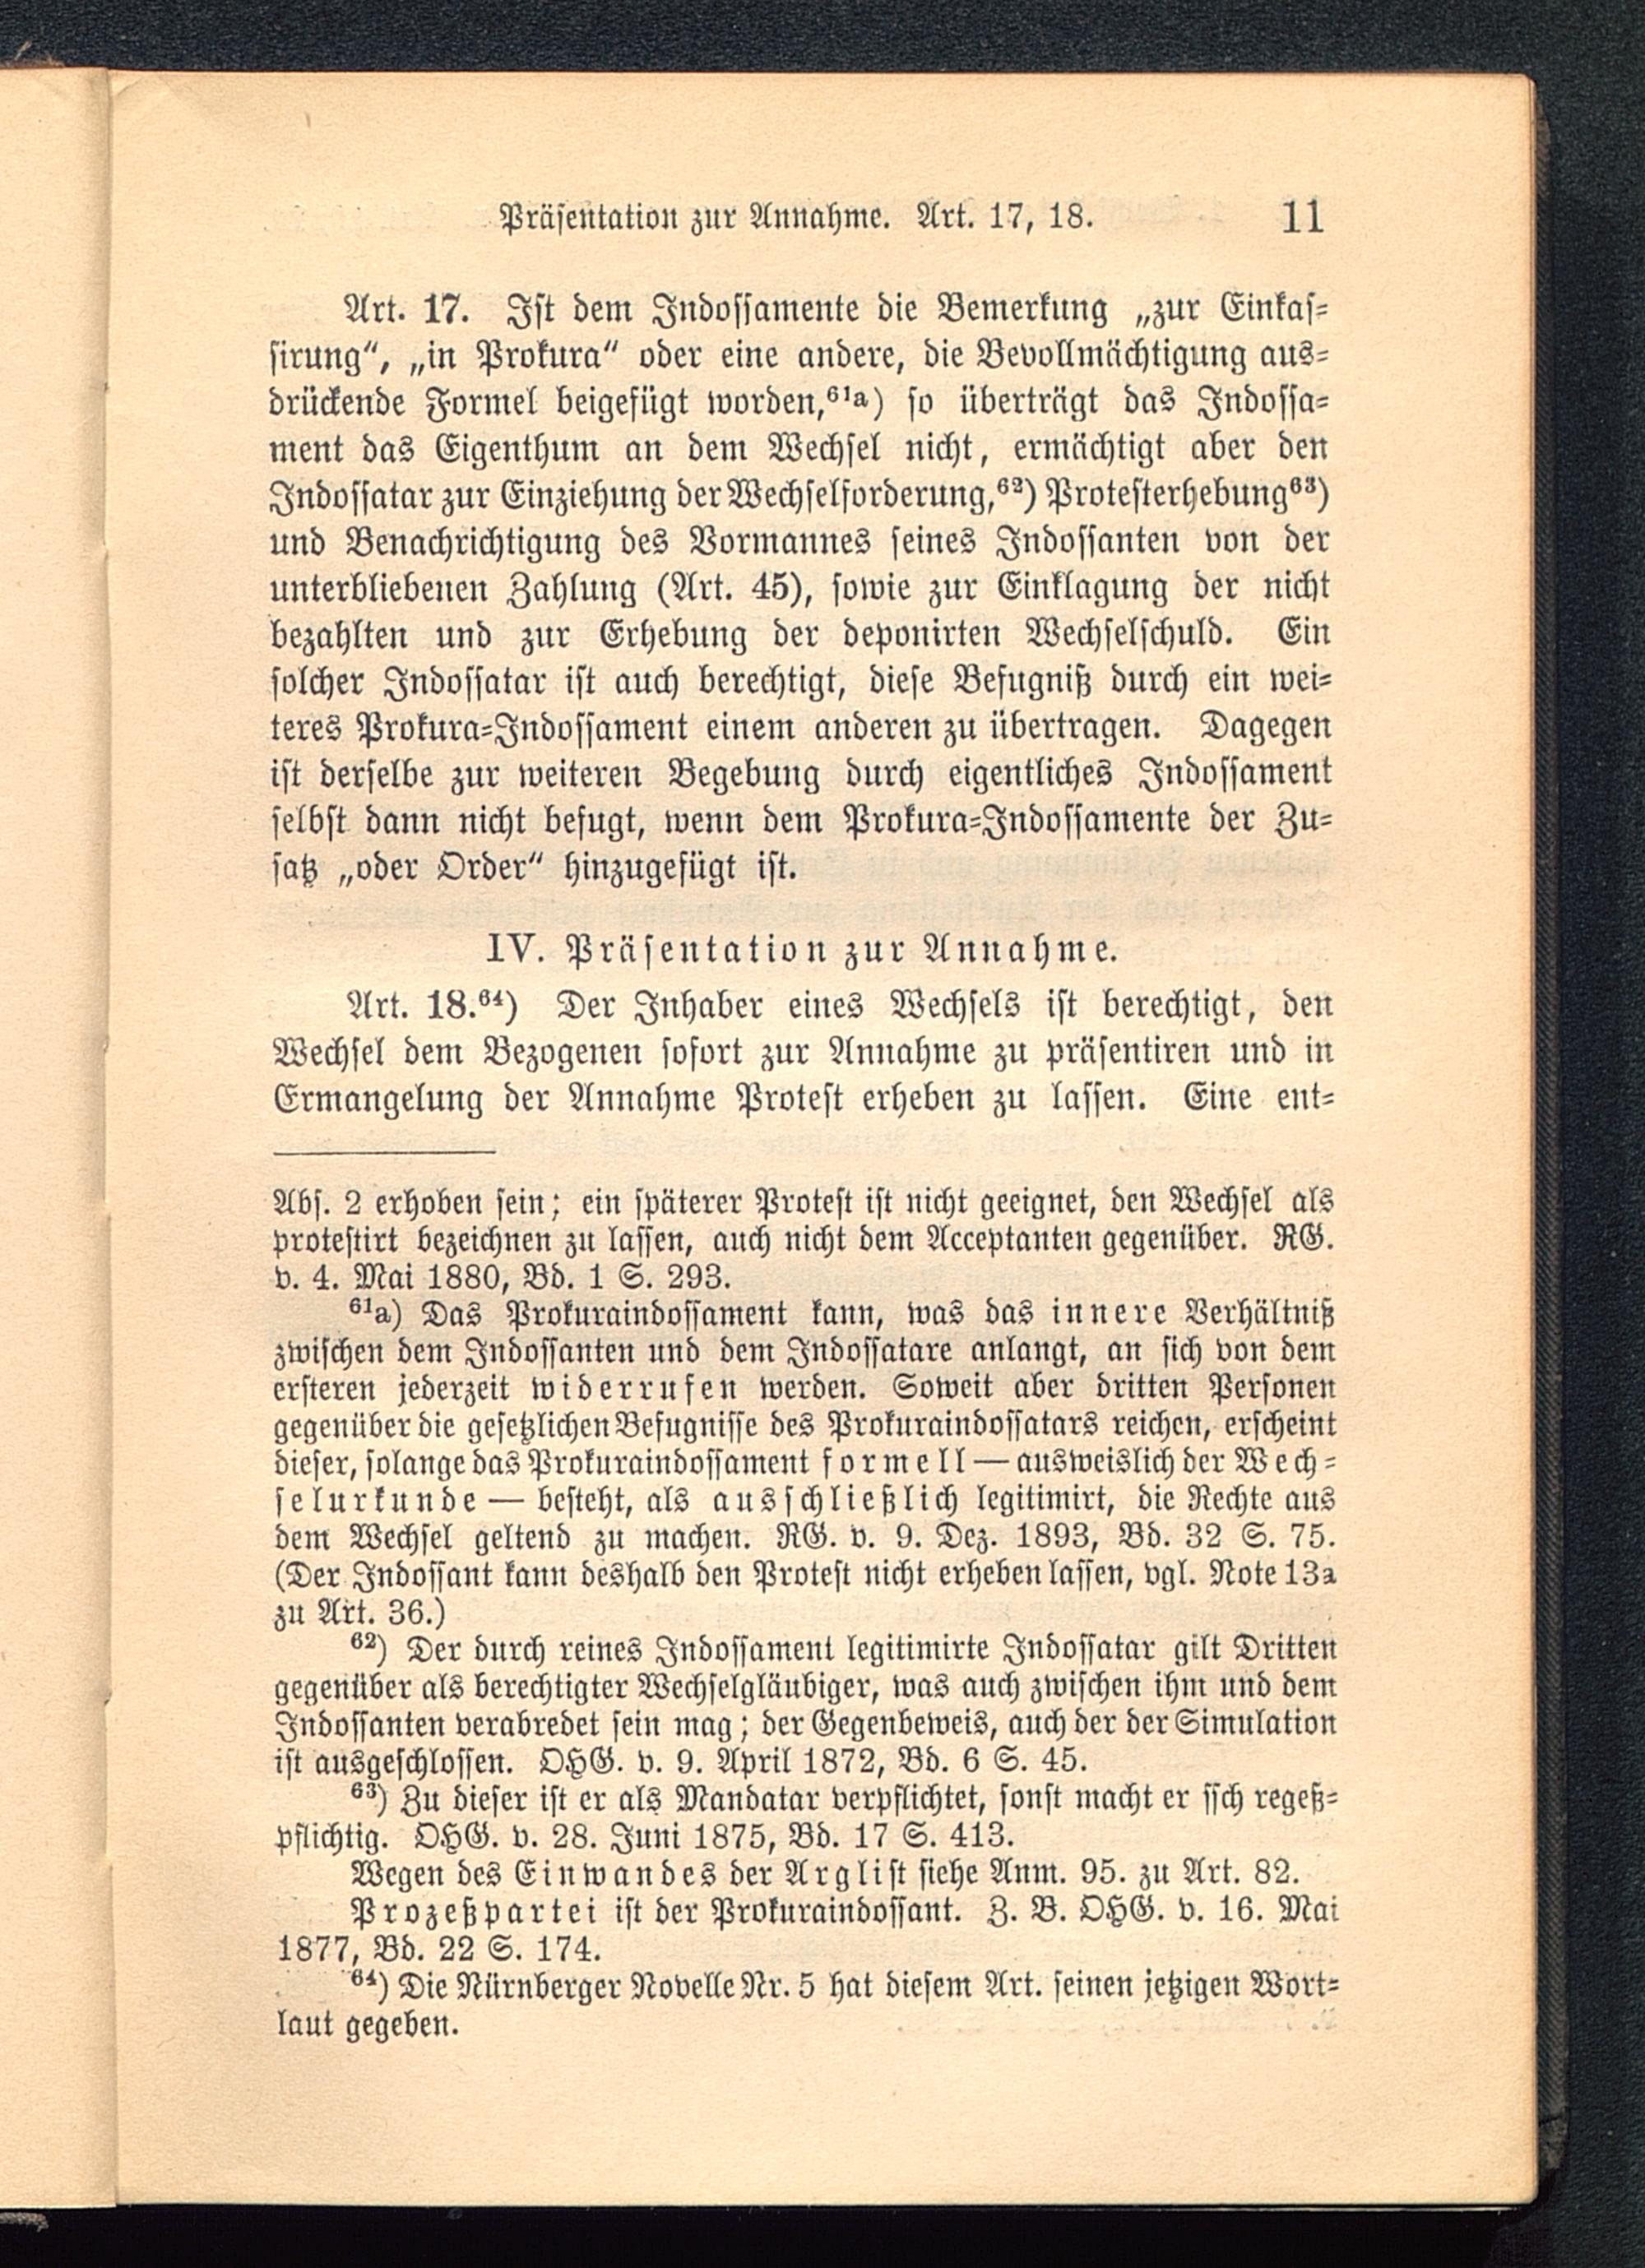 Präsentation zur Annahme. Art. 17, 18. 11
Art. 17. Ist dem Indossamente die Bemerkung „zur Einkas-
sirung“, „in Prokura“ oder eine andere, die Bevollmächtigung aus-
drückende Formel beigefügt worden,⁶¹ᵃ) so überträgt das Indossa-
ment das Eigenthum an dem Wechsel nicht, ermächtigt aber den
Indossatar zur Einziehung der Wechselforderung,⁶²) Protesterhebung⁶³)
und Benachrichtigung des Vormannes seines Indossanten von der
unterbliebenen Zahlung (Art. 45), sowie zur Einklagung der nicht
bezahlten und zur Erhebung der deponirten Wechselschuld. Ein
solcher Indossatar ist auch berechtigt, diese Befugniß durch ein wei-
teres Prokura-Indossament einem anderen zu übertragen. Dagegen
ist derselbe zur weiteren Begebung durch eigentliches Indossament
selbst dann nicht befugt, wenn dem Prokura-Indossamente der Zu-
satz „oder Order“ hinzugefügt ist.
IV. Präsentation zur Annahme.
Art. 18.⁶⁴) Der Inhaber eines Wechsels ist berechtigt, den
Wechsel dem Bezogenen sofort zur Annahme zu präsentiren und in
Ermangelung der Annahme Protest erheben zu lassen. Eine ent-
Abs. 2 erhoben sein; ein späterer Protest ist nicht geeignet, den Wechsel als
protestirt bezeichnen zu lassen, auch nicht dem Acceptanten gegenüber. RG.
v. 4. Mai 1880, Bd. 1 S. 293.
⁶¹ᵃ) Das Prokuraindossament kann, was das innere Verhältniß
zwischen dem Indossanten und dem Indossatare anlangt, an sich von dem
ersteren jederzeit widerrufen werden. Soweit aber dritten Personen
gegenüber die gesetzlichen Befugnisse des Prokuraindossatars reichen, erscheint
dieser, solange das Prokuraindossament formell — ausweislich der Wech-
selurkunde — besteht, als ausschließlich legitimirt, die Rechte aus
dem Wechsel geltend zu machen. RG. v. 9. Dez. 1893, Bd. 32 S. 75.
(Der Indossant kann deshalb den Protest nicht erheben lassen, vgl. Note 13a
zu Art. 36.)
⁶²) Der durch reines Indossament legitimirte Indossatar gilt Dritten
gegenüber als berechtigter Wechselgläubiger, was auch zwischen ihm und dem
Indossanten verabredet sein mag; der Gegenbeweis, auch der der Simulation
ist ausgeschlossen. OHG. v. 9. April 1872, Bd. 6 S. 45.
⁶³) Zu dieser ist er als Mandatar verpflichtet, sonst macht er ssch regeß-
pflichtig. OHG. v. 28. Juni 1875, Bd. 17 S. 413.
Wegen des Einwandes der Arglist siehe Anm. 95. zu Art. 82.
Prozeßpartei ist der Prokuraindossant. Z. B. OHG. v. 16. Mai
1877, Bd. 22 S. 174.
⁶⁴) Die Nürnberger Novelle Nr. 5 hat diesem Art. seinen jetzigen Wort-
laut gegeben.